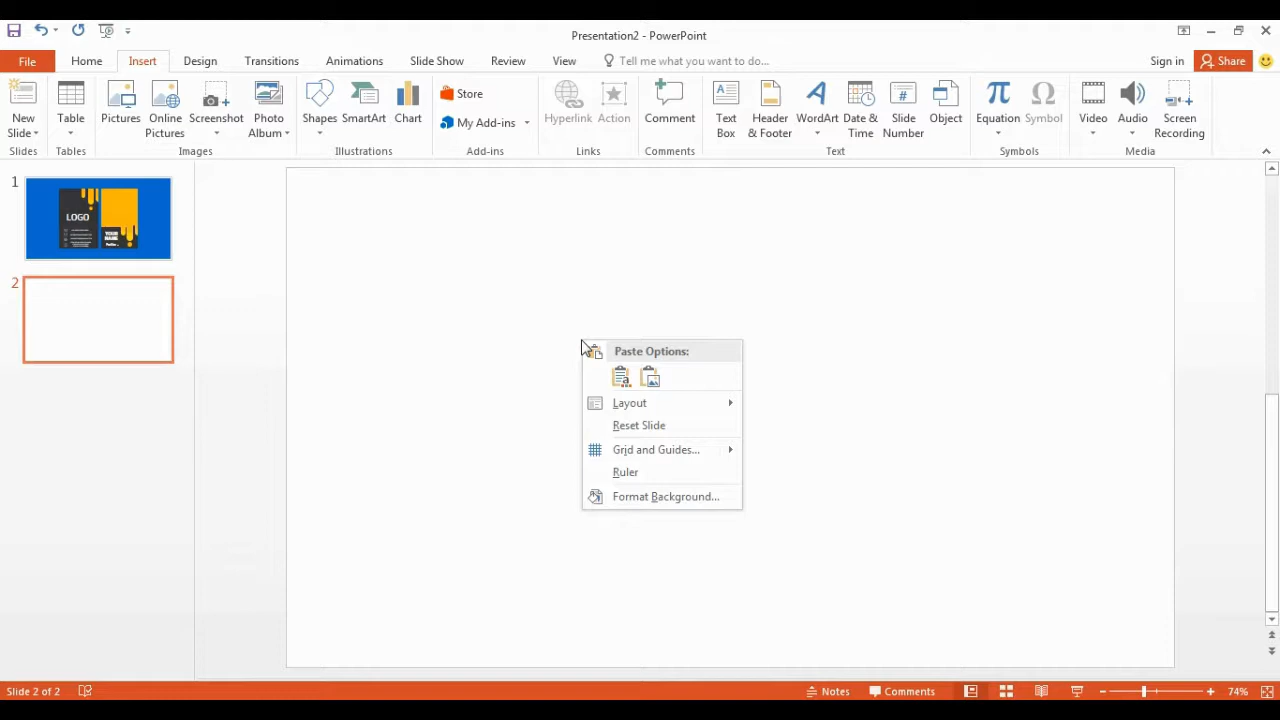 Presentation2 - PowerPoint
File Home Insert Design Transitions Animations Slide Show Review View Tell me what you want to do... Sign in Share
New Slide
Table
Pictures
Online Pictures
Screenshot
Photo Album
Shapes
SmartArt
Chart
Store
My Add-ins
Hyperlink
Action
Comment
Text Box
Header & Footer
WordArt
Date & Time
Slide Number
Object
Equation
Symbol
Video
Audio
Screen Recording
Slides Tables Images Illustrations Add-ins Links Comments Text Symbols Media
1
LOGO
YOUR
NAME
2
Paste Options:
Layout
Reset Slide
Grid and Guides...
Ruler
Format Background...
Slide 2 of 2 Notes Comments 74%